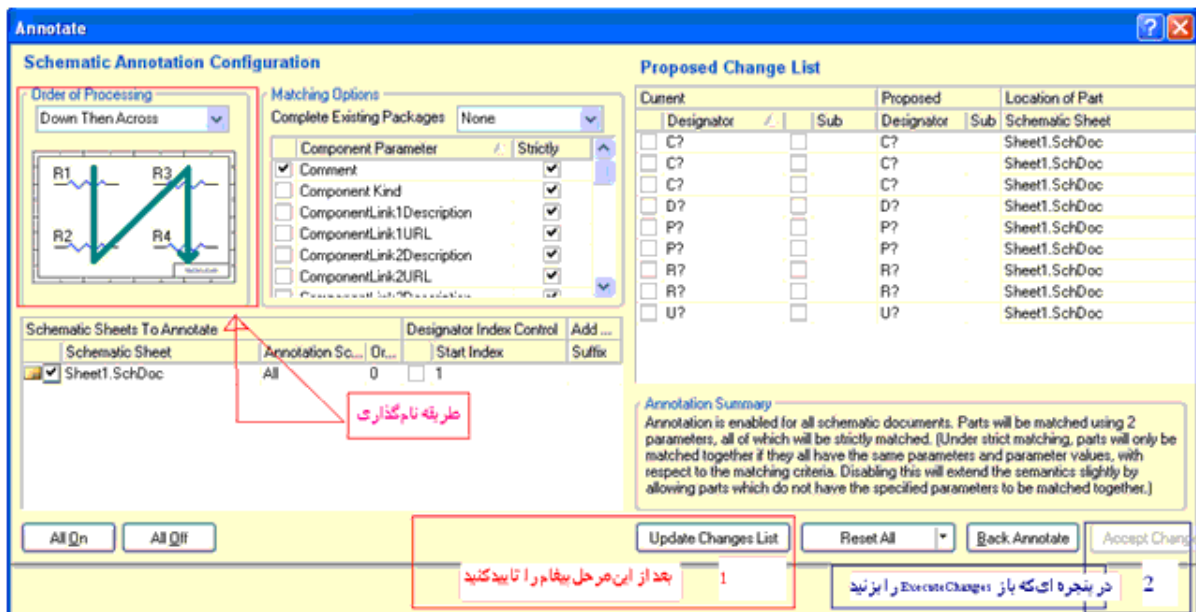 Annotate
Schematic Annotation Configuration
Order of Processing
Down Then Across
R1 R3
R2 R4
Matching Options
Complete Existing Packages None
Component Parameter Strictly
Comment
Component Kind
ComponentLink1Description
ComponentLink1URL
ComponentLink2Description
ComponentLink2URL
Schematic Sheets To Annotate Designator Index Control Add ...
Schematic Sheet Annotation Sc... Or... Start Index Suffix
Sheet1.SchDoc All 0 1
طریقه نام‌گذاری
Proposed Change List
Current Proposed Location of Part
Designator Sub Designator Sub Schematic Sheet
C? C? Sheet1.SchDoc
C? C? Sheet1.SchDoc
C? C? Sheet1.SchDoc
D? D? Sheet1.SchDoc
P? P? Sheet1.SchDoc
P? P? Sheet1.SchDoc
R? R? Sheet1.SchDoc
R? R? Sheet1.SchDoc
U? U? Sheet1.SchDoc
Annotation Summary
Annotation is enabled for all schematic documents. Parts will be matched using 2
parameters, all of which will be strictly matched. (Under strict matching, parts will only be
matched together if they all have the same parameters and parameter values, with
respect to the matching criteria. Disabling this will extend the semantics slightly by
allowing parts which do not have the specified parameters to be matched together.)
All On All Off Update Changes List Reset All Back Annotate Accept Chang
بعد از این مرحل پیغام را تایید کنید 1
در پنجره ای که باز ExecuteChanges را بزنید 2